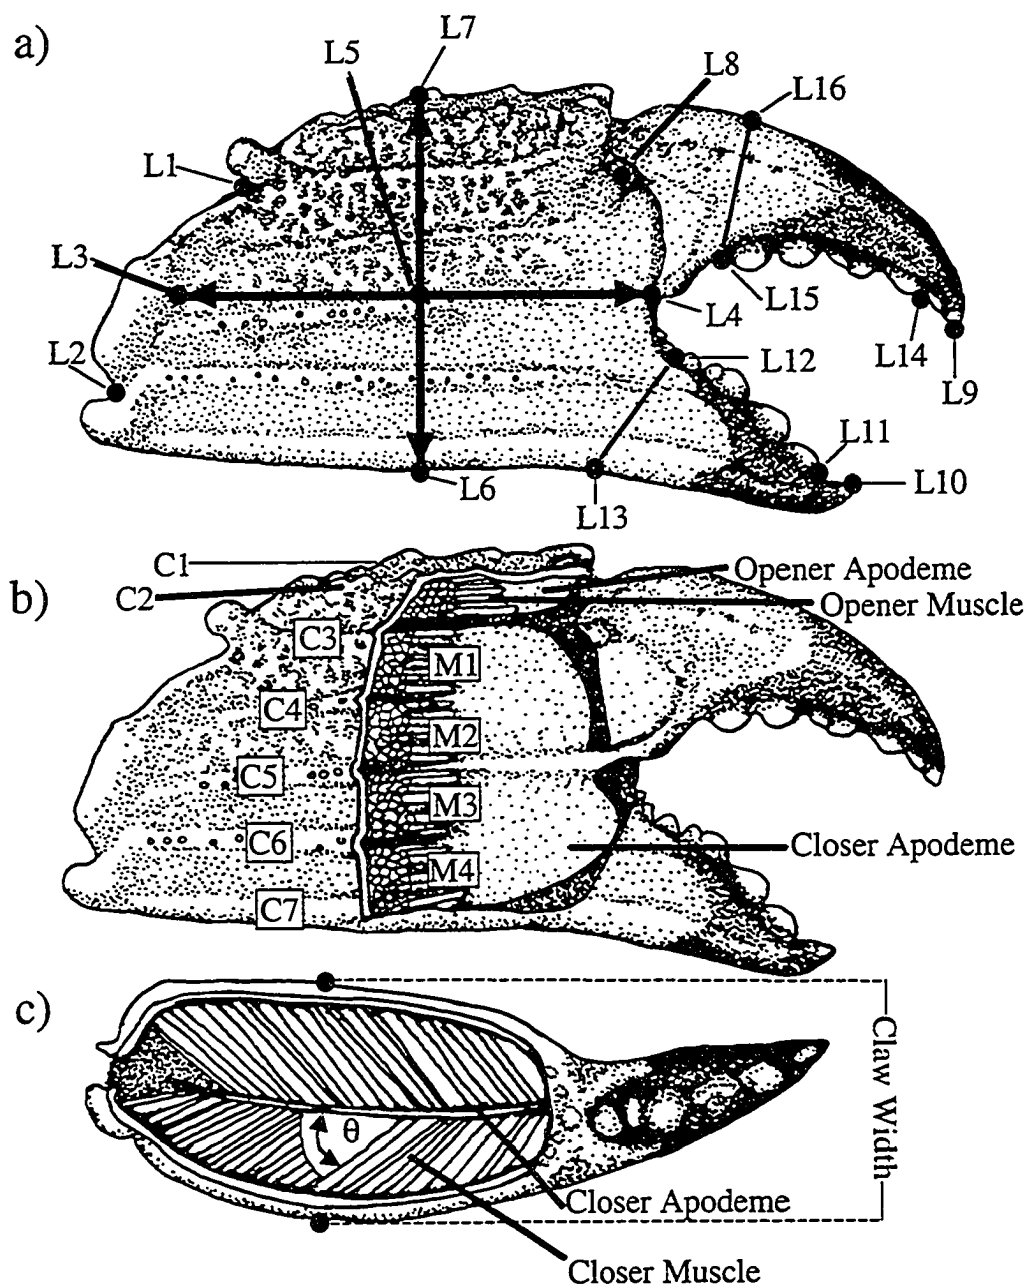 a)
L7
L5
L8
L16
L1
L3
L15
L4
L2
L12
L14
L9
L11
L6
L10
L13
b)
C1
C2
Opener Apodeme
Opener Muscle
C3
M1
C4
M2
C5
M3
C6
Closer Apodeme
M4
C7
c)
Claw Width
θ
Closer Apodeme
Closer Muscle